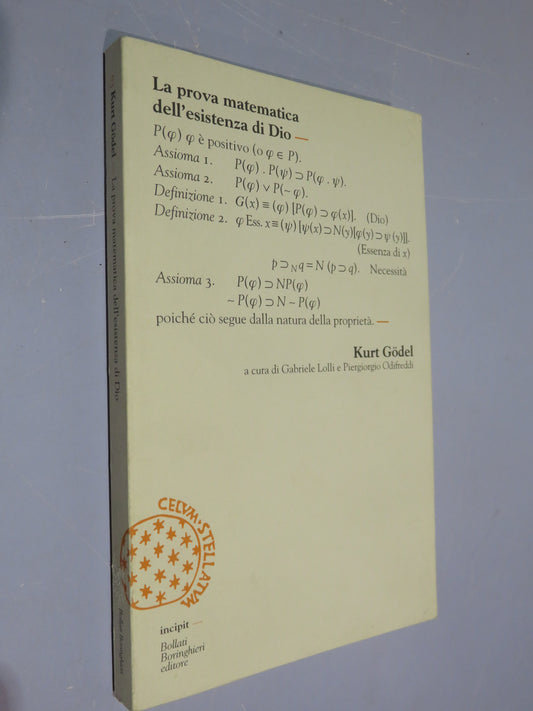 La prova matematica
dell'esistenza di Dio —
P(φ) φ è positivo (o φ ∈ P).
Assioma 1. P(φ) . P(ψ) ⊃ P(φ . ψ).
Assioma 2. P(φ) ∨ P(~ φ).
Definizione 1. G(x) ≡ (φ) [P(φ) ⊃ φ(x)]. (Dio)
Definizione 2. φ Ess. x ≡ (ψ) [ψ(x) ⊃ N(y)[φ(y) ⊃ ψ (y)]].
(Essenza di x)
p ⊃N q = N (p ⊃ q). Necessità
Assioma 3. P(φ) ⊃ NP(φ)
~ P(φ) ⊃ N ~ P(φ)
poiché ciò segue dalla natura della proprietà. —
Kurt Gödel
a cura di Gabriele Lolli e Piergiorgio Odifreddi
CELVM·STELLATVM
incipit —
Bollati
Boringhieri
editore
Kurt Gödel La prova matematica dell'esistenza di Dio
Bollati Boringhieri